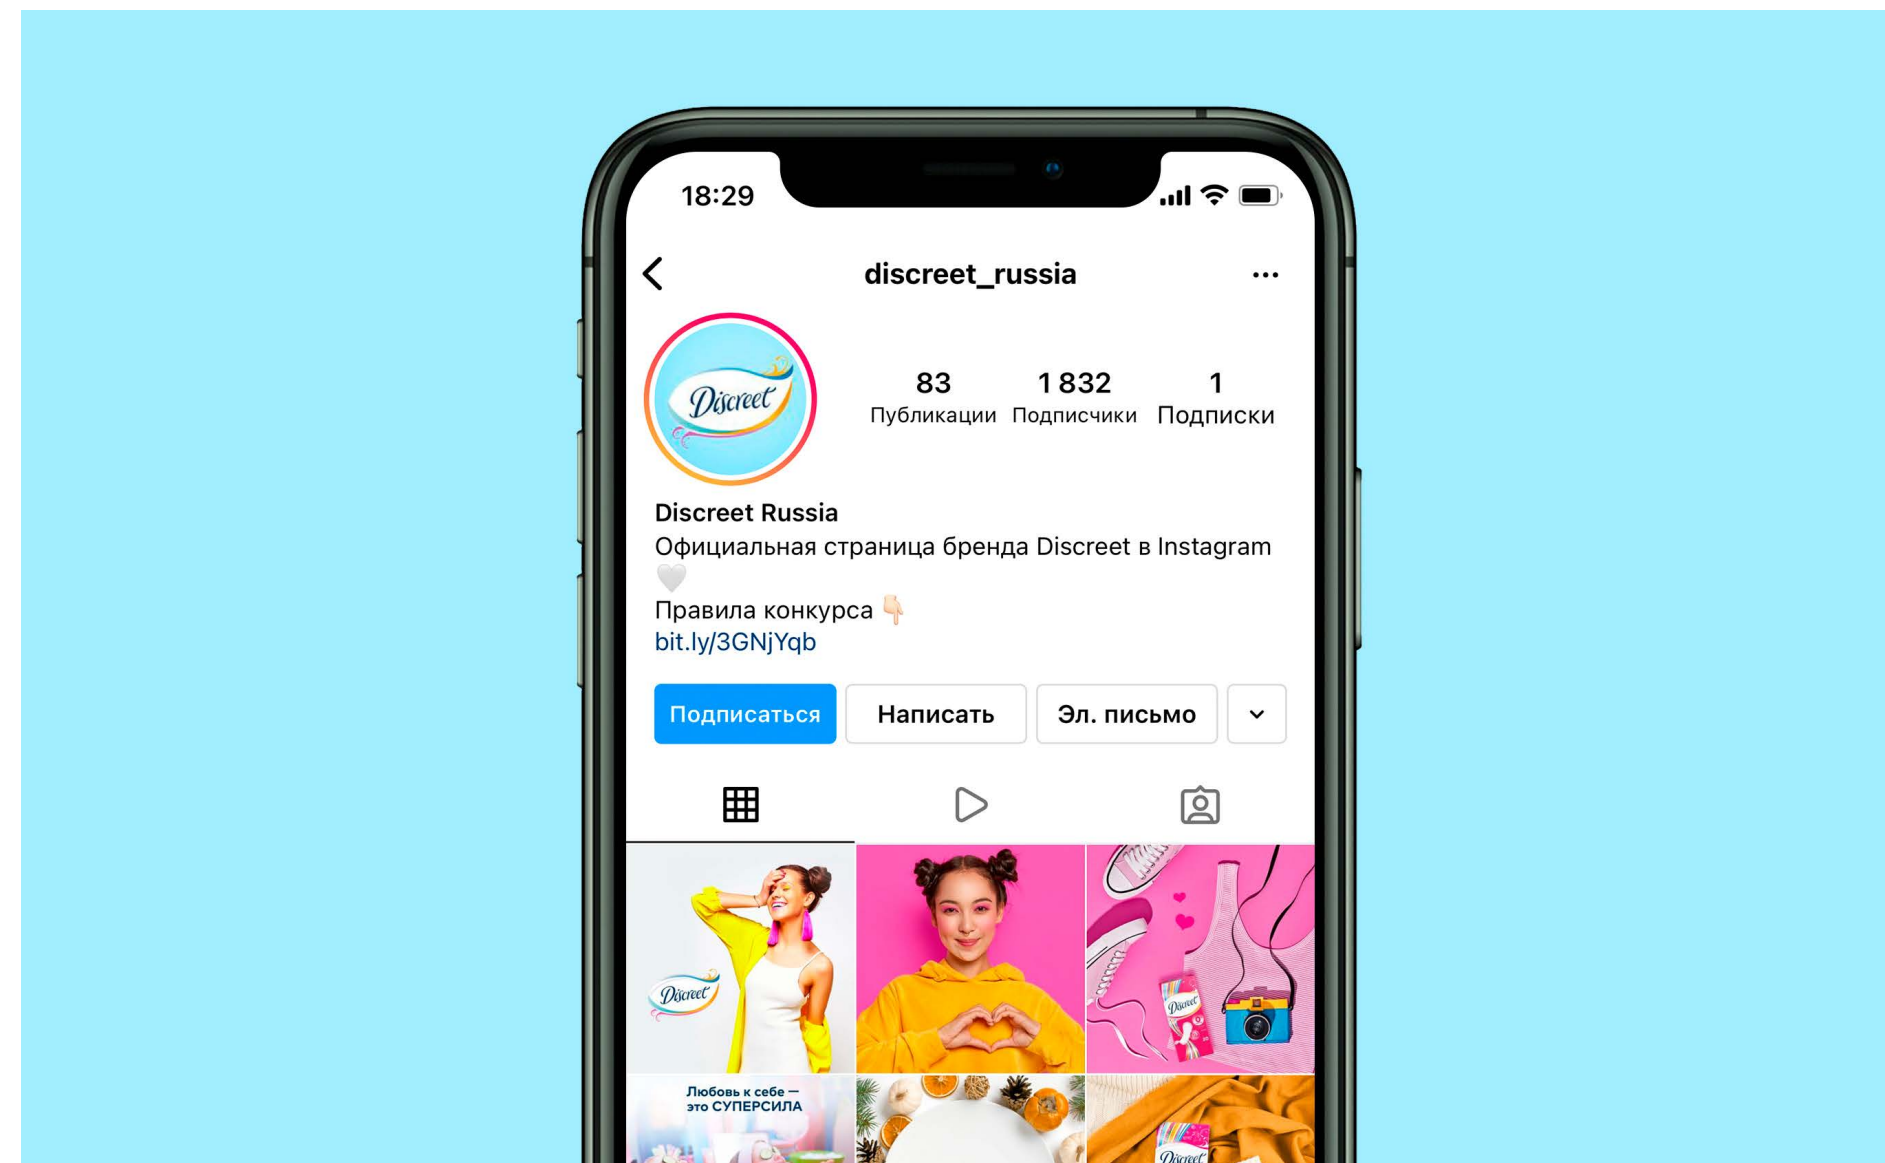 18:29
discreet_russia
Discreet
83
1 832
1
Публикации
Подписчики
Подписки
Discreet Russia
Официальная страница бренда Discreet в Instagram
Правила конкурса
bit.ly/3GNjYqb
Подписаться
Написать
Эл. письмо
Discreet
Discreet
Любовь к себе —
это СУПЕРСИЛА
Discreet